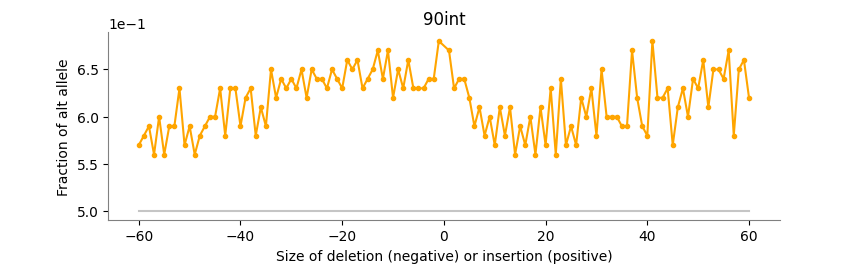 90int
1e−1
6.5
6.0
5.5
5.0
−60 −40 −20 0 20 40 60
Fraction of alt allele
Size of deletion (negative) or insertion (positive)